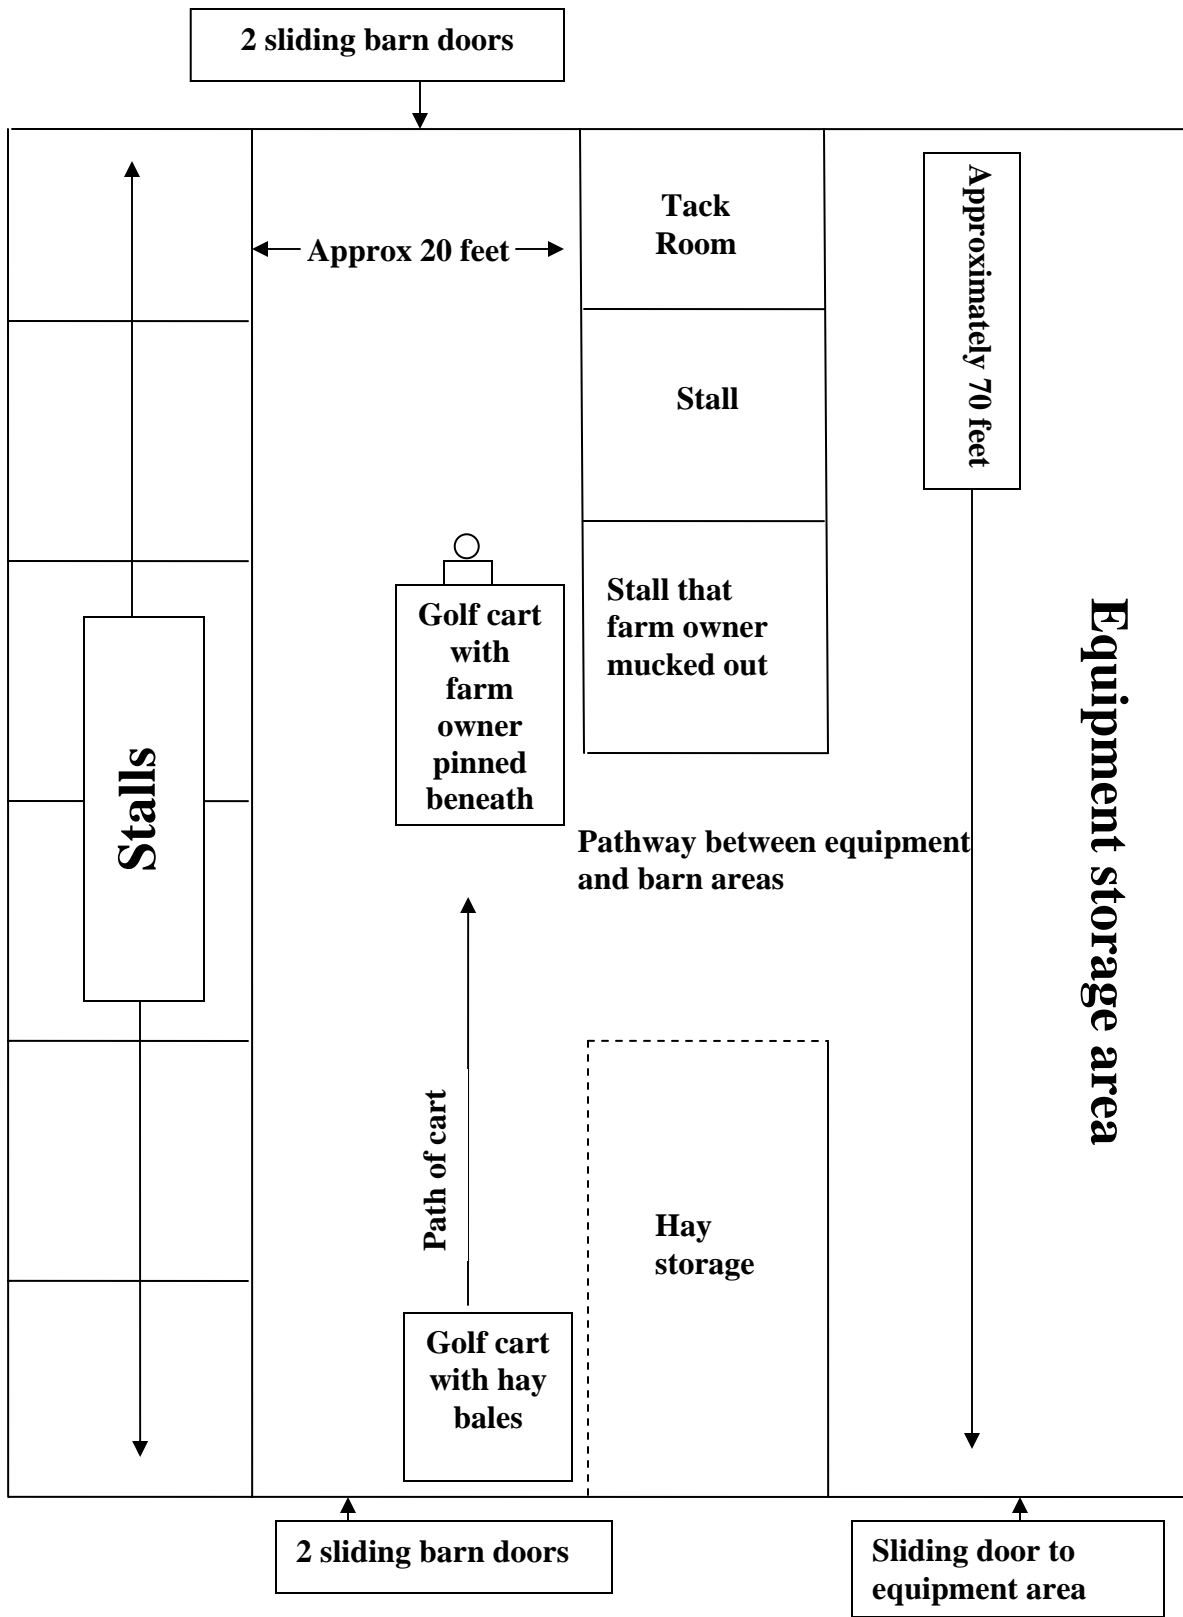 2 sliding barn doors
Approx 20 feet
Tack
Room
Approximately 70 feet
Stall
Golf cart
with
farm
owner
pinned
beneath
Stall that
farm owner
mucked out
Stalls
Equipment storage area
Pathway between equipment
and barn areas
Path of cart
Hay
storage
Golf cart
with hay
bales
2 sliding barn doors
Sliding door to
equipment area